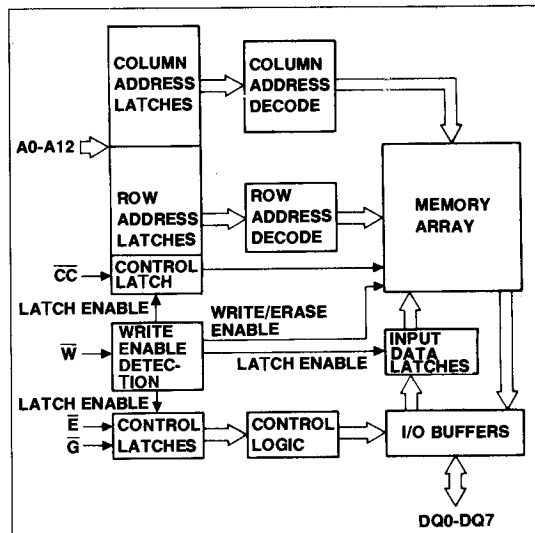 COLUMN
ADDRESS
LATCHES
COLUMN
ADDRESS
DECODE
A0-A12
ROW
ADDRESS
LATCHES
ROW
ADDRESS
DECODE
MEMORY
ARRAY
C̅C̅
CONTROL
LATCH
LATCH ENABLE
WRITE/ERASE
ENABLE
W̅
WRITE
ENABLE
DETEC-
TION
LATCH ENABLE
INPUT
DATA
LATCHES
LATCH ENABLE
E̅
G̅
CONTROL
LATCHES
CONTROL
LOGIC
I/O BUFFERS
DQ0-DQ7